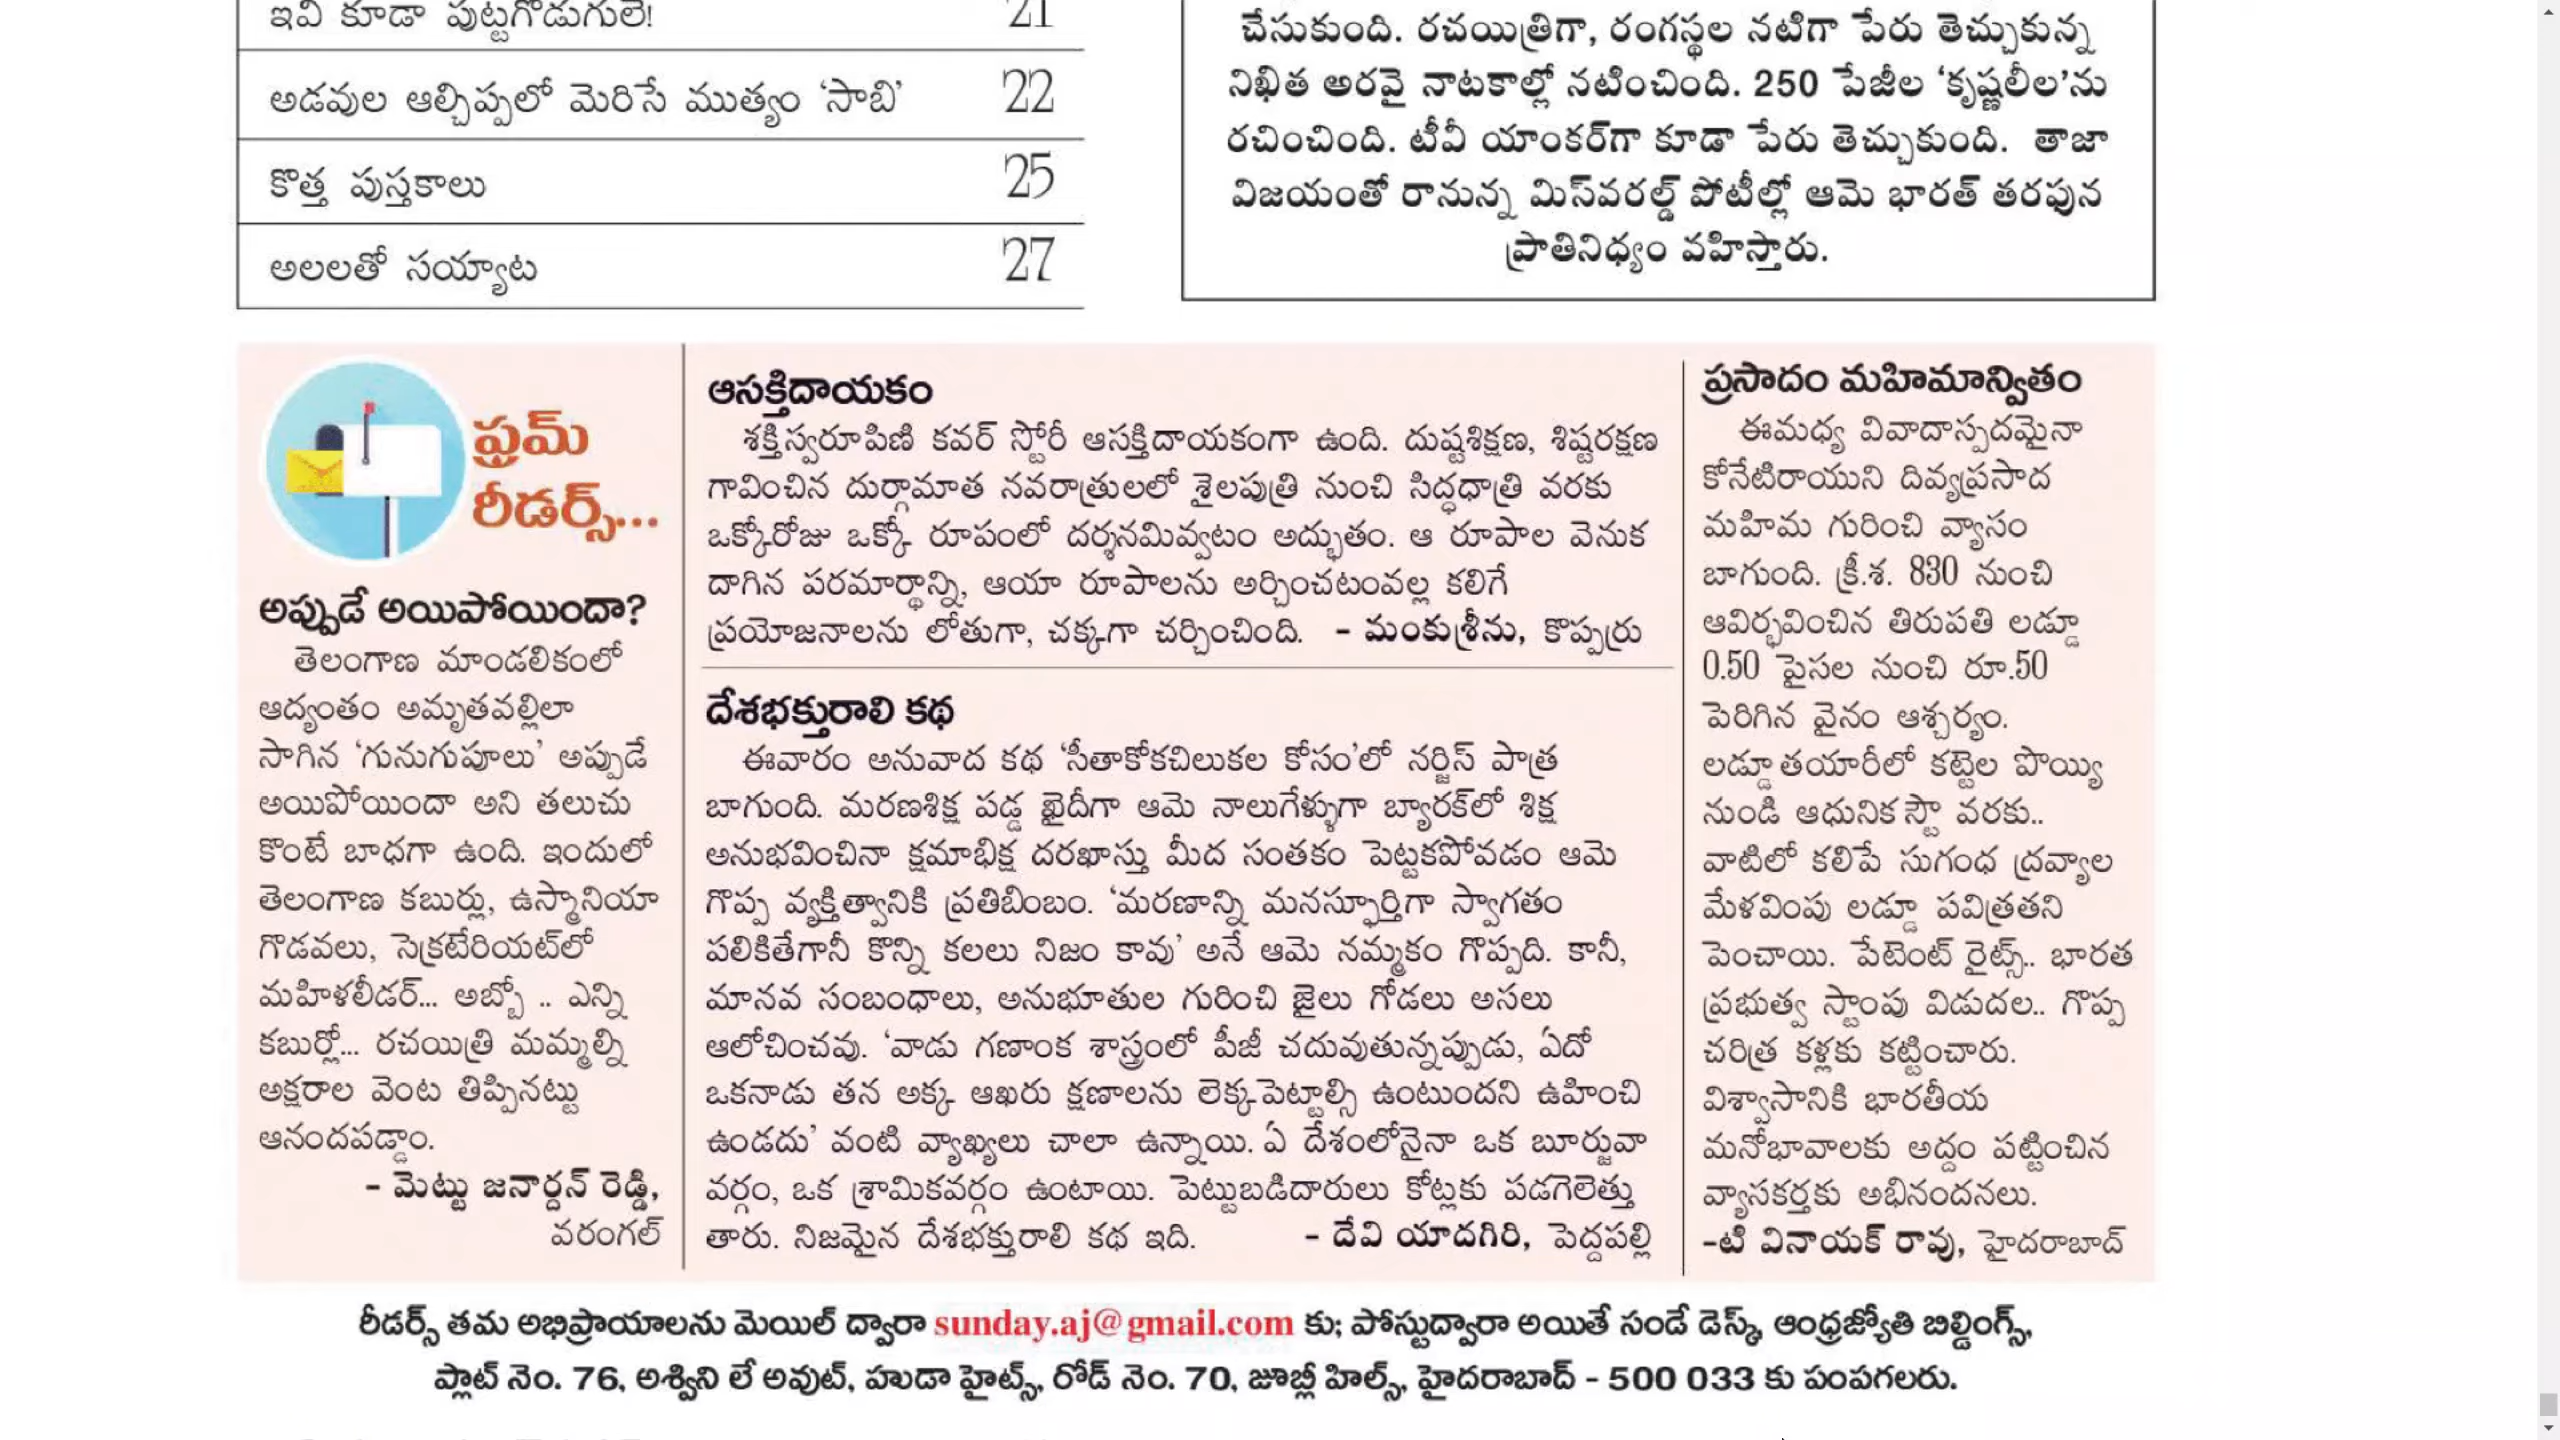 ఇవి కూడా పుట్టగొడుగులే! 21
అడవుల ఆల్చిప్పలో మెరిసే ముత్యం ‘సాబి’ 22
కొత్త పుస్తకాలు 25
అలలతో సయ్యాట 27
చేసుకుంది. రచయిత్రిగా, రంగస్థల నటిగా పేరు తెచ్చుకున్న
నిఖిత అరవై నాటకాల్లో నటించింది. 250 పేజీల ‘కృష్ణలీల’ను
రచించింది. టీవీ యాంకర్‌గా కూడా పేరు తెచ్చుకుంది. తాజా
విజయంతో రానున్న మిస్‌వరల్డ్ పోటీల్లో ఆమె భారత్ తరఫున
ప్రాతినిధ్యం వహిస్తారు.
ఫ్రమ్
రీడర్స్...
అప్పుడే అయిపోయిందా?
తెలంగాణ మాండలికంలో
ఆద్యంతం అమృతవల్లిలా
సాగిన ‘గునుగుపూలు’ అప్పుడే
అయిపోయిందా అని తలుచు
కొంటే బాధగా ఉంది. ఇందులో
తెలంగాణ కబుర్లు, ఉస్మానియా
గొడవలు, సెక్రటేరియట్‌లో
మహిళలీడర్... అబ్బో .. ఎన్ని
కబుర్లో... రచయిత్రి మమ్మల్ని
అక్షరాల వెంట తిప్పినట్టు
ఆనందపడ్డాం.
- మెట్టు జనార్దన్ రెడ్డి,
వరంగల్
ఆసక్తిదాయకం
శక్తిస్వరూపిణి కవర్ స్టోరీ ఆసక్తిదాయకంగా ఉంది. దుష్టశిక్షణ, శిష్టరక్షణ
గావించిన దుర్గామాత నవరాత్రులలో శైలపుత్రి నుంచి సిద్ధధాత్రి వరకు
ఒక్కోరోజు ఒక్కో రూపంలో దర్శనమివ్వటం అద్భుతం. ఆ రూపాల వెనుక
దాగిన పరమార్థాన్ని, ఆయా రూపాలను అర్చించటంవల్ల కలిగే
ప్రయోజనాలను లోతుగా, చక్కగా చర్చించింది. - మంకుశ్రీను, కొప్పర్రు
దేశభక్తురాలి కథ
ఈవారం అనువాద కథ ‘సీతాకోకచిలుకల కోసం’లో నర్జిస్ పాత్ర
బాగుంది. మరణశిక్ష పడ్డ ఖైదీగా ఆమె నాలుగేళ్ళుగా బ్యారక్‌లో శిక్ష
అనుభవించినా క్షమాభిక్ష దరఖాస్తు మీద సంతకం పెట్టకపోవడం ఆమె
గొప్ప వ్యక్తిత్వానికి ప్రతిబింబం. ‘మరణాన్ని మనస్ఫూర్తిగా స్వాగతం
పలికితేగానీ కొన్ని కలలు నిజం కావు’ అనే ఆమె నమ్మకం గొప్పది. కానీ,
మానవ సంబంధాలు, అనుభూతుల గురించి జైలు గోడలు అసలు
ఆలోచించవు. ‘వాడు గణాంక శాస్త్రంలో పీజీ చదువుతున్నప్పుడు, ఏదో
ఒకనాడు తన అక్క ఆఖరు క్షణాలను లెక్కపెట్టాల్సి ఉంటుందని ఉహించి
ఉండదు’ వంటి వ్యాఖ్యలు చాలా ఉన్నాయి. ఏ దేశంలోనైనా ఒక బూర్జువా
వర్గం, ఒక శ్రామికవర్గం ఉంటాయి. పెట్టుబడిదారులు కోట్లకు పడగెలెత్తు
తారు. నిజమైన దేశభక్తురాలి కథ ఇది. - దేవి యాదగిరి, పెద్దపల్లి
ప్రసాదం మహిమాన్వితం
ఈమధ్య వివాదాస్పదమైనా
కోనేటిరాయుని దివ్యప్రసాద
మహిమ గురించి వ్యాసం
బాగుంది. క్రీ.శ. 830 నుంచి
ఆవిర్భవించిన తిరుపతి లడ్డూ
0.50 పైసల నుంచి రూ.50
పెరిగిన వైనం ఆశ్చర్యం.
లడ్డూతయారీలో కట్టెల పొయ్యి
నుండి ఆధునికస్టౌ వరకు..
వాటిలో కలిపే సుగంధ ద్రవ్యాల
మేళవింపు లడ్డూ పవిత్రతని
పెంచాయి. పేటెంట్ రైట్స్.. భారత
ప్రభుత్వ స్టాంపు విడుదల.. గొప్ప
చరిత్ర కళ్లకు కట్టించారు.
విశ్వాసానికి భారతీయ
మనోభావాలకు అద్దం పట్టించిన
వ్యాసకర్తకు అభినందనలు.
-టి వినాయక్ రావు, హైదరాబాద్
రీడర్స్ తమ అభిప్రాయాలను మెయిల్ ద్వారా sunday.aj@gmail.com కు; పోస్టుద్వారా అయితే సండే డెస్క్, ఆంధ్రజ్యోతి బిల్డింగ్స్,
ప్లాట్ నెం. 76, అశ్విని లే అవుట్, హుడా హైట్స్, రోడ్ నెం. 70, జూబ్లీ హిల్స్, హైదరాబాద్ - 500 033 కు పంపగలరు.